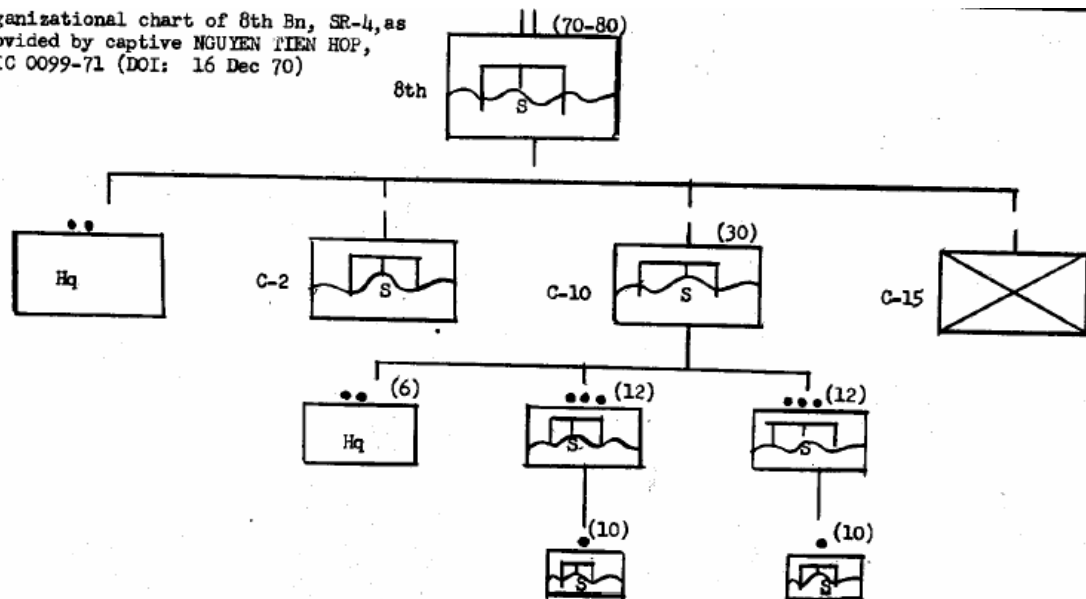 ganizational chart of 8th Bn, SR-4, as
ovided by captive NGUYEN TIEN HOP,
IC 0099-71 (DOI: 16 Dec 70)
(70-80)
8th
S
Hq
C-2
S
(30)
C-10
S
C-15
(6)
Hq
(12)
S
(12)
S
(10)
S
(10)
S